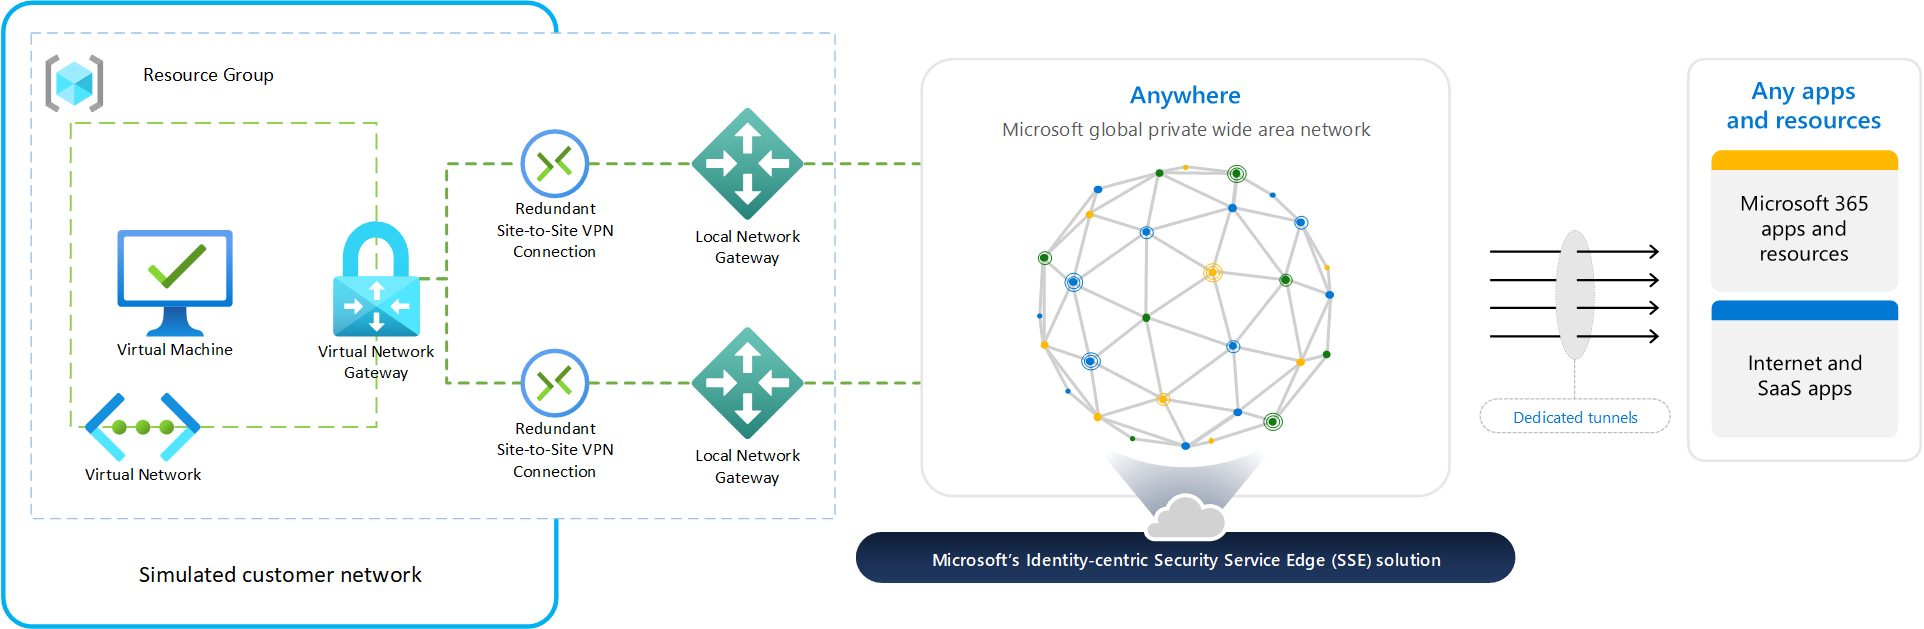 Resource Group
Virtual Machine
Virtual Network
Gateway
Virtual Network
Redundant
Site-to-Site VPN
Connection
Local Network
Gateway
Redundant
Site-to-Site VPN
Connection
Local Network
Gateway
Simulated customer network
Anywhere
Microsoft global private wide area network
Microsoft's Identity-centric Security Service Edge (SSE) solution
Dedicated tunnels
Any apps
and resources
Microsoft 365
apps and
resources
Internet and
SaaS apps